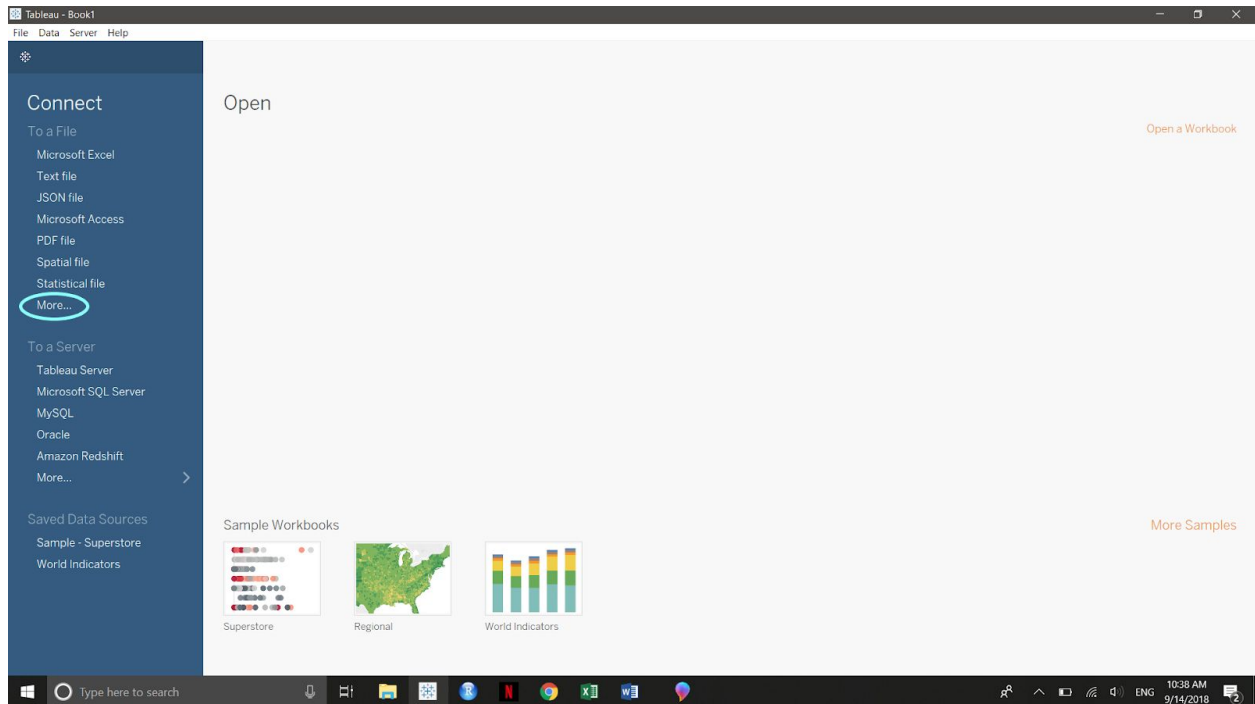 Tableau - Book1
File Data Server Help
Connect
To a File
Microsoft Excel
Text file
JSON file
Microsoft Access
PDF file
Spatial file
Statistical file
More...
To a Server
Tableau Server
Microsoft SQL Server
MySQL
Oracle
Amazon Redshift
More...
Saved Data Sources
Sample - Superstore
World Indicators
Open
Open a Workbook
Sample Workbooks
More Samples
Superstore
Regional
World Indicators
Type here to search
R
N
X
W
ENG
10:38 AM
9/14/2018
2